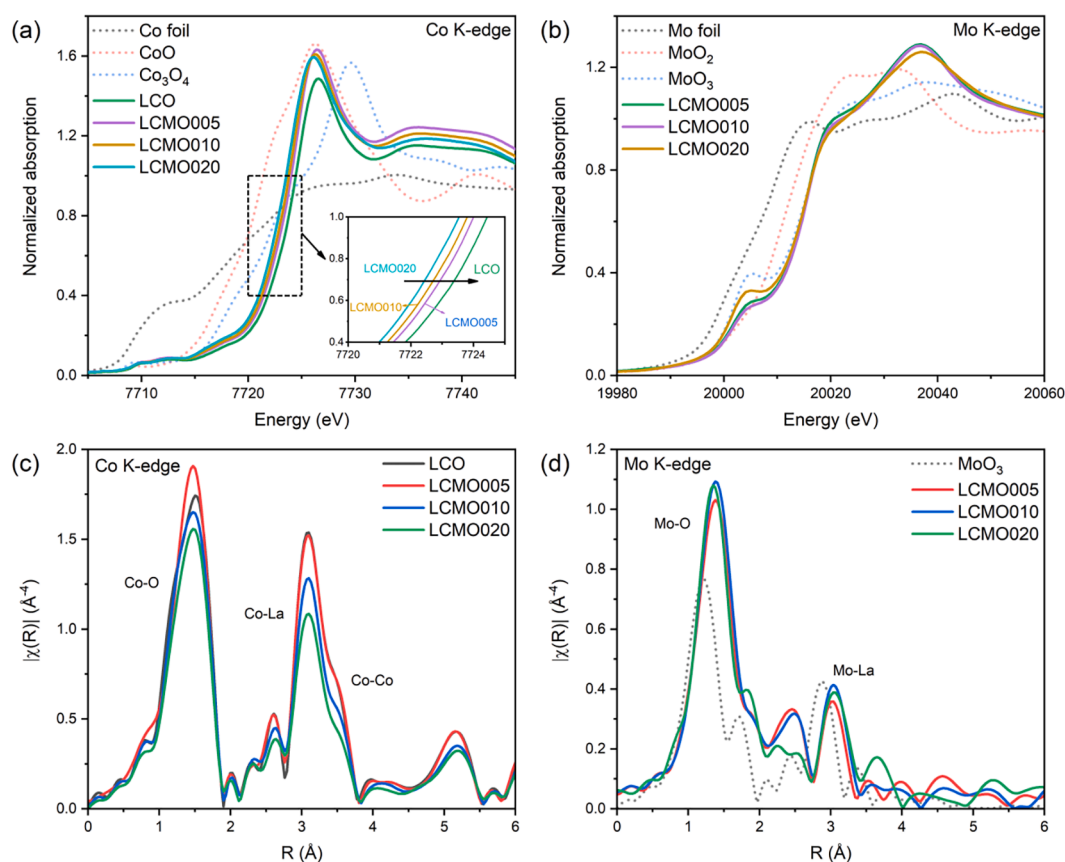 (a)
Co K-edge
Co foil
CoO
Co3O4
LCO
LCMO005
LCMO010
LCMO020
Normalized absorption
1.6
1.2
0.8
0.4
0.0
7710
7720
7730
7740
Energy (eV)
1.0
0.8
0.6
0.4
7720
7722
7724
LCMO020
LCO
LCMO010
LCMO005
(b)
Mo K-edge
Mo foil
MoO2
MoO3
LCMO005
LCMO010
LCMO020
Normalized absorption
1.2
0.8
0.4
0.0
19980
20000
20020
20040
20060
Energy (eV)
(c)
Co K-edge
LCO
LCMO005
LCMO010
LCMO020
Co-O
Co-La
Co-Co
|χ(R)| (Å-4)
2.0
1.5
1.0
0.5
0.0
0
1
2
3
4
5
6
R (Å)
(d)
Mo K-edge
MoO3
LCMO005
LCMO010
LCMO020
Mo-O
Mo-La
|χ(R)| (Å-4)
1.2
1.0
0.8
0.6
0.4
0.2
0.0
0
1
2
3
4
5
6
R (Å)